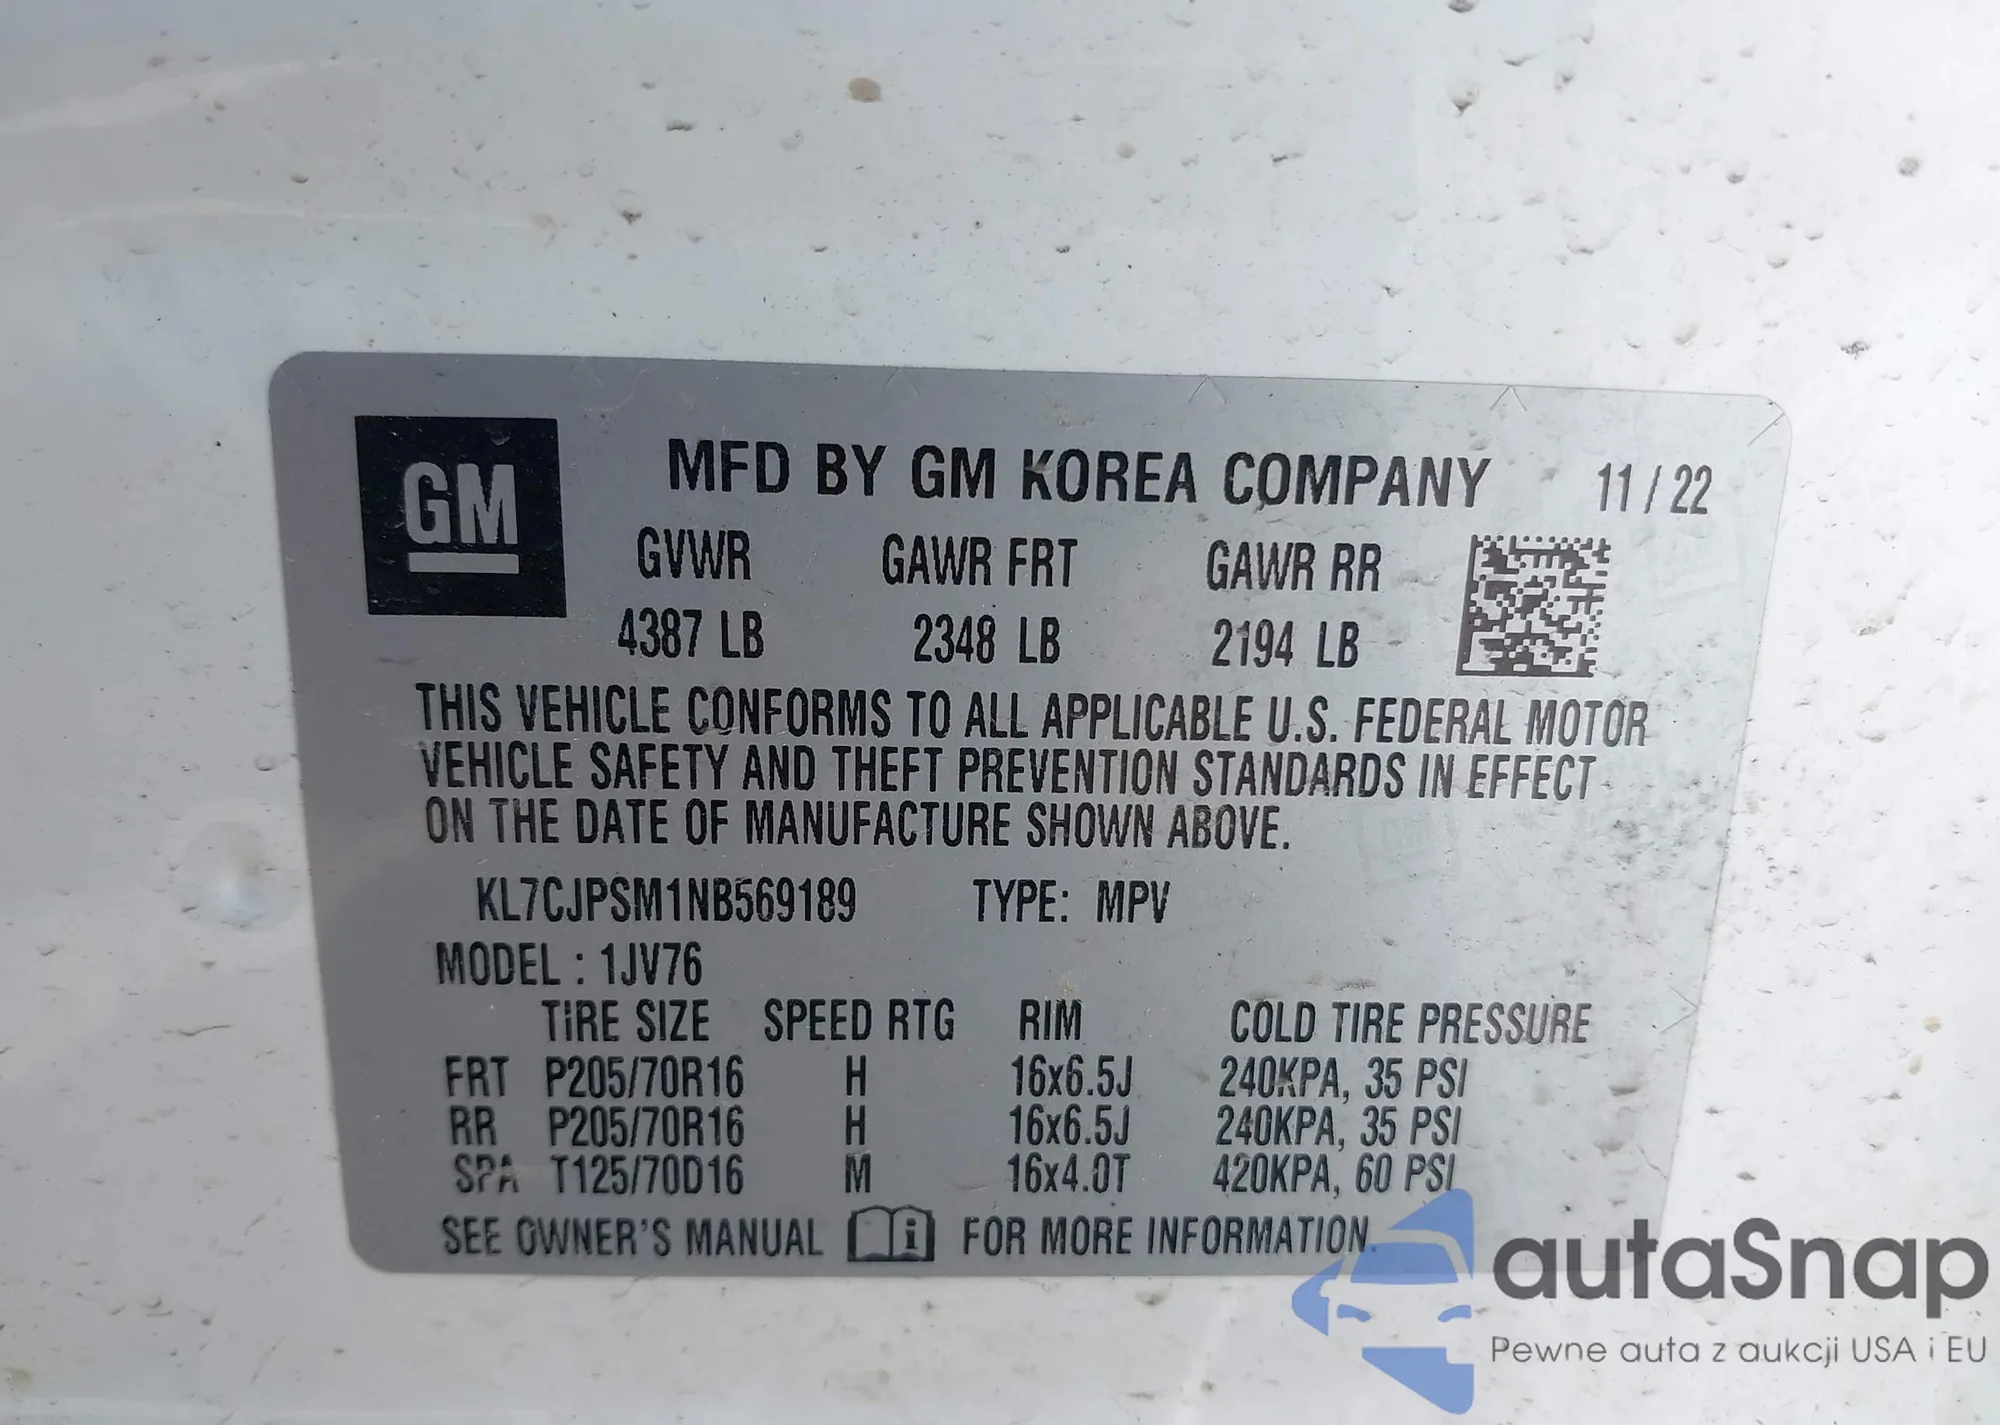 GM
MFD BY GM KOREA COMPANY 11 / 22
GVWR GAWR FRT GAWR RR
4387 LB 2348 LB 2194 LB
THIS VEHICLE CONFORMS TO ALL APPLICABLE U.S. FEDERAL MOTOR
VEHICLE SAFETY AND THEFT PREVENTION STANDARDS IN EFFECT
ON THE DATE OF MANUFACTURE SHOWN ABOVE.
KL7CJPSM1NB569189 TYPE: MPV
MODEL : 1JV76
TIRE SIZE SPEED RTG RIM COLD TIRE PRESSURE
FRT P205/70R16 H 16x6.5J 240KPA, 35 PSI
RR P205/70R16 H 16x6.5J 240KPA, 35 PSI
SPA T125/70D16 M 16x4.0T 420KPA, 60 PSI
SEE OWNER'S MANUAL i FOR MORE INFORMATION.
autaSnap
Pewne auta z aukcji USA i EU